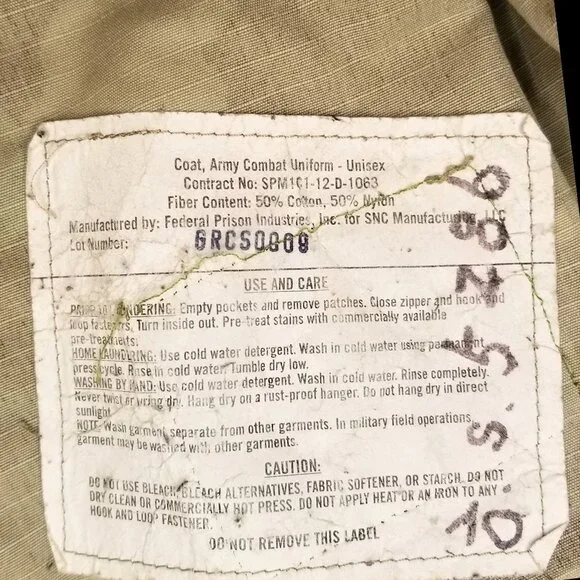 Coat, Army Combat Uniform - Unisex
Contract No: SPM1C1-12-D-1063
Fiber Content: 50% Cotton, 50% Nylon
Manufactured by: Federal Prison Industries, Inc. for SNC Manufacturing, LLC
Lot Number: GRCS0009
USE AND CARE
PRIOR TO LAUNDERING: Empty pockets and remove patches. Close zipper and hook and
loop fasteners, Turn inside out. Pre-treat stains with commercially available
pre-treatments.
HOME LAUNDERING: Use cold water detergent. Wash in cold water using permanent
press cycle. Rinse in cold water. Tumble dry low.
WASHING BY HAND: Use cold water detergent. Wash in cold water. Rinse completely.
Never twist or wring dry. Hang dry on a rust-proof hanger. Do not hang dry in direct
sunlight.
NOTE: Wash garment separate from other garments. In military field operations,
garment may be washed with other garments.
CAUTION:
DO NOT USE BLEACH, BLEACH ALTERNATIVES, FABRIC SOFTENER, OR STARCH. DO NOT
DRY CLEAN OR COMMERCIALLY HOT PRESS. DO NOT APPLY HEAT OR AN IRON TO ANY
HOOK AND LOOP FASTENER.
DO NOT REMOVE THIS LABEL